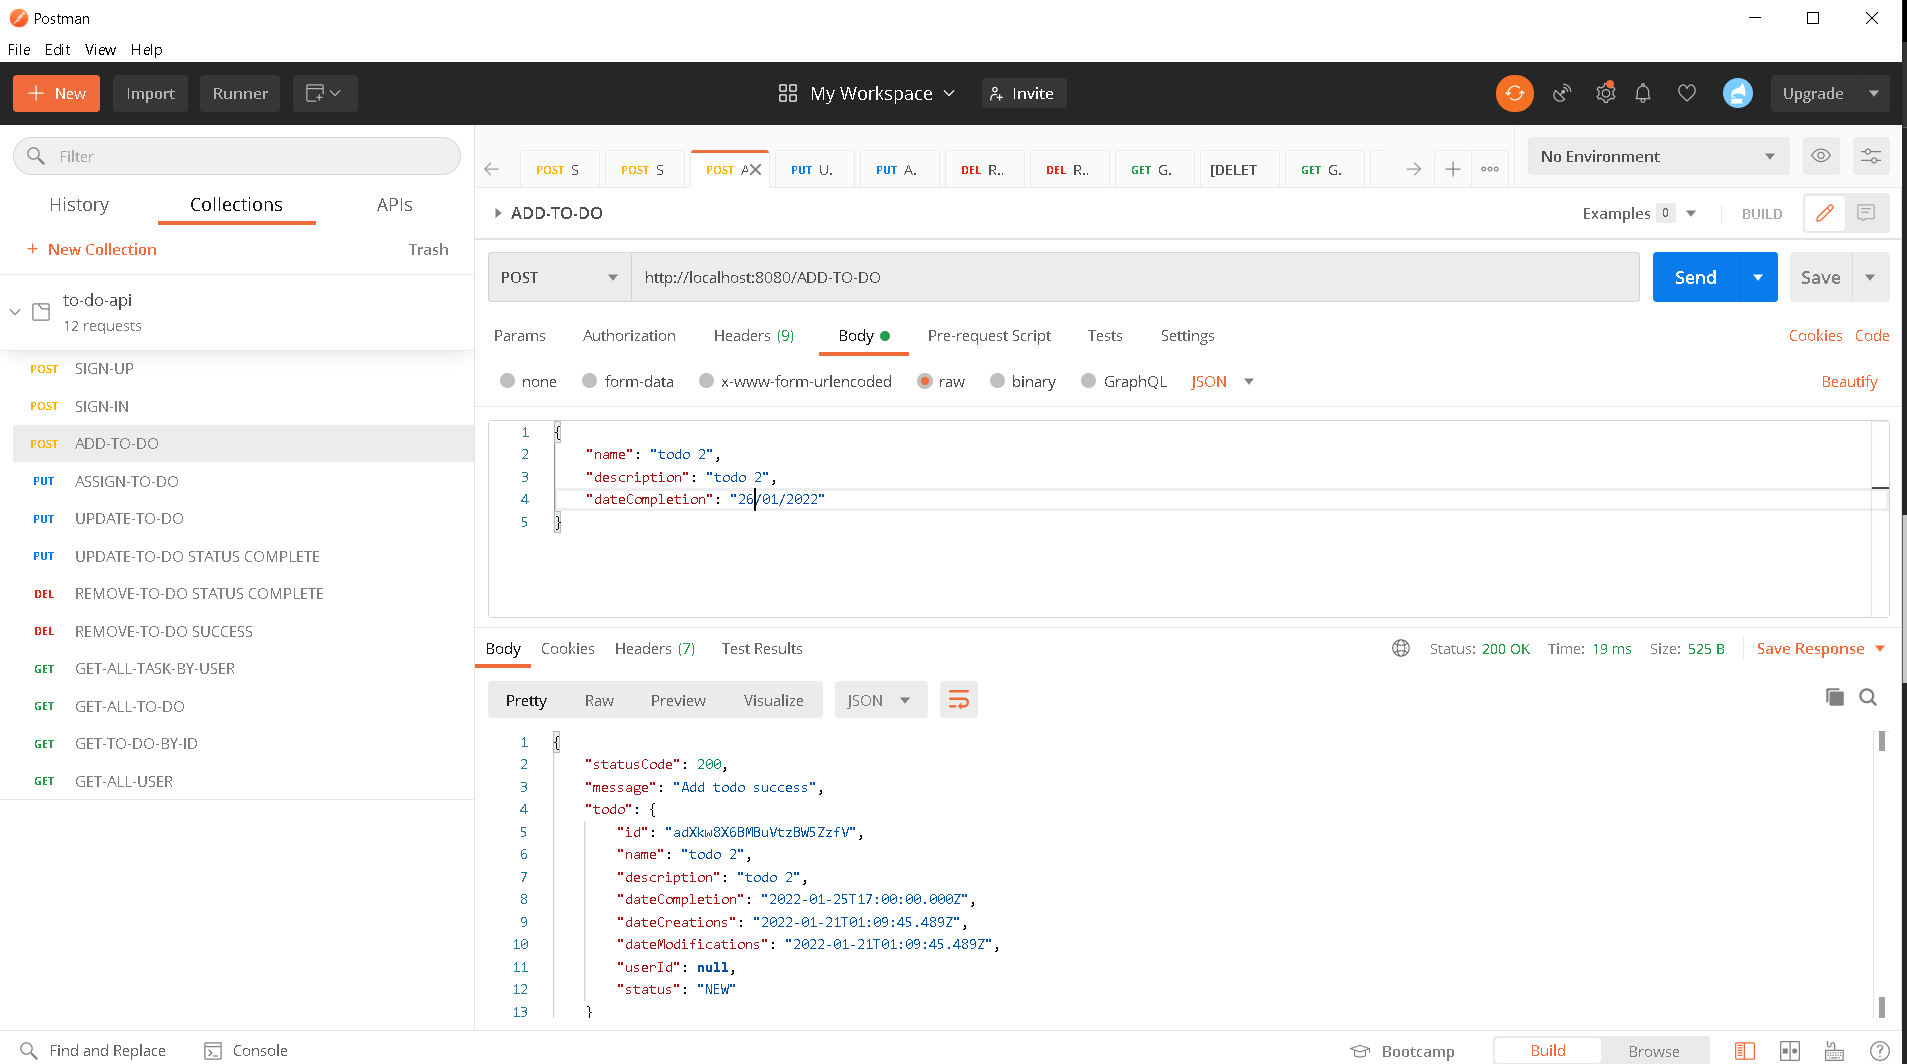 Postman
File Edit View Help
New Import Runner My Workspace Invite Upgrade
Filter
History Collections APIs
+ New Collection Trash
to-do-api
12 requests
POST SIGN-UP
POST SIGN-IN
POST ADD-TO-DO
PUT ASSIGN-TO-DO
PUT UPDATE-TO-DO
PUT UPDATE-TO-DO STATUS COMPLETE
DEL REMOVE-TO-DO STATUS COMPLETE
DEL REMOVE-TO-DO SUCCESS
GET GET-ALL-TASK-BY-USER
GET GET-ALL-TO-DO
GET GET-TO-DO-BY-ID
GET GET-ALL-USER
POST S POST S POST A PUT U. PUT A. DEL R.. DEL R.. GET G. [DELET GET G. No Environment
ADD-TO-DO Examples 0 BUILD
POST http://localhost:8080/ADD-TO-DO Send Save
Params Authorization Headers (9) Body Pre-request Script Tests Settings Cookies Code
none form-data x-www-form-urlencoded raw binary GraphQL JSON Beautify
1 {
2 "name": "todo 2",
3 "description": "todo 2",
4 "dateCompletion": "26/01/2022"
5 }
Body Cookies Headers (7) Test Results Status: 200 OK Time: 19 ms Size: 525 B Save Response
Pretty Raw Preview Visualize JSON
1 {
2 "statusCode": 200,
3 "message": "Add todo success",
4 "todo": {
5 "id": "adXkw8X6BMBuVtzBW5ZzfV",
6 "name": "todo 2",
7 "description": "todo 2",
8 "dateCompletion": "2022-01-25T17:00:00.000Z",
9 "dateCreations": "2022-01-21T01:09:45.489Z",
10 "dateModifications": "2022-01-21T01:09:45.489Z",
11 "userId": null,
12 "status": "NEW"
13 }
Find and Replace Console Bootcamp Build Browse